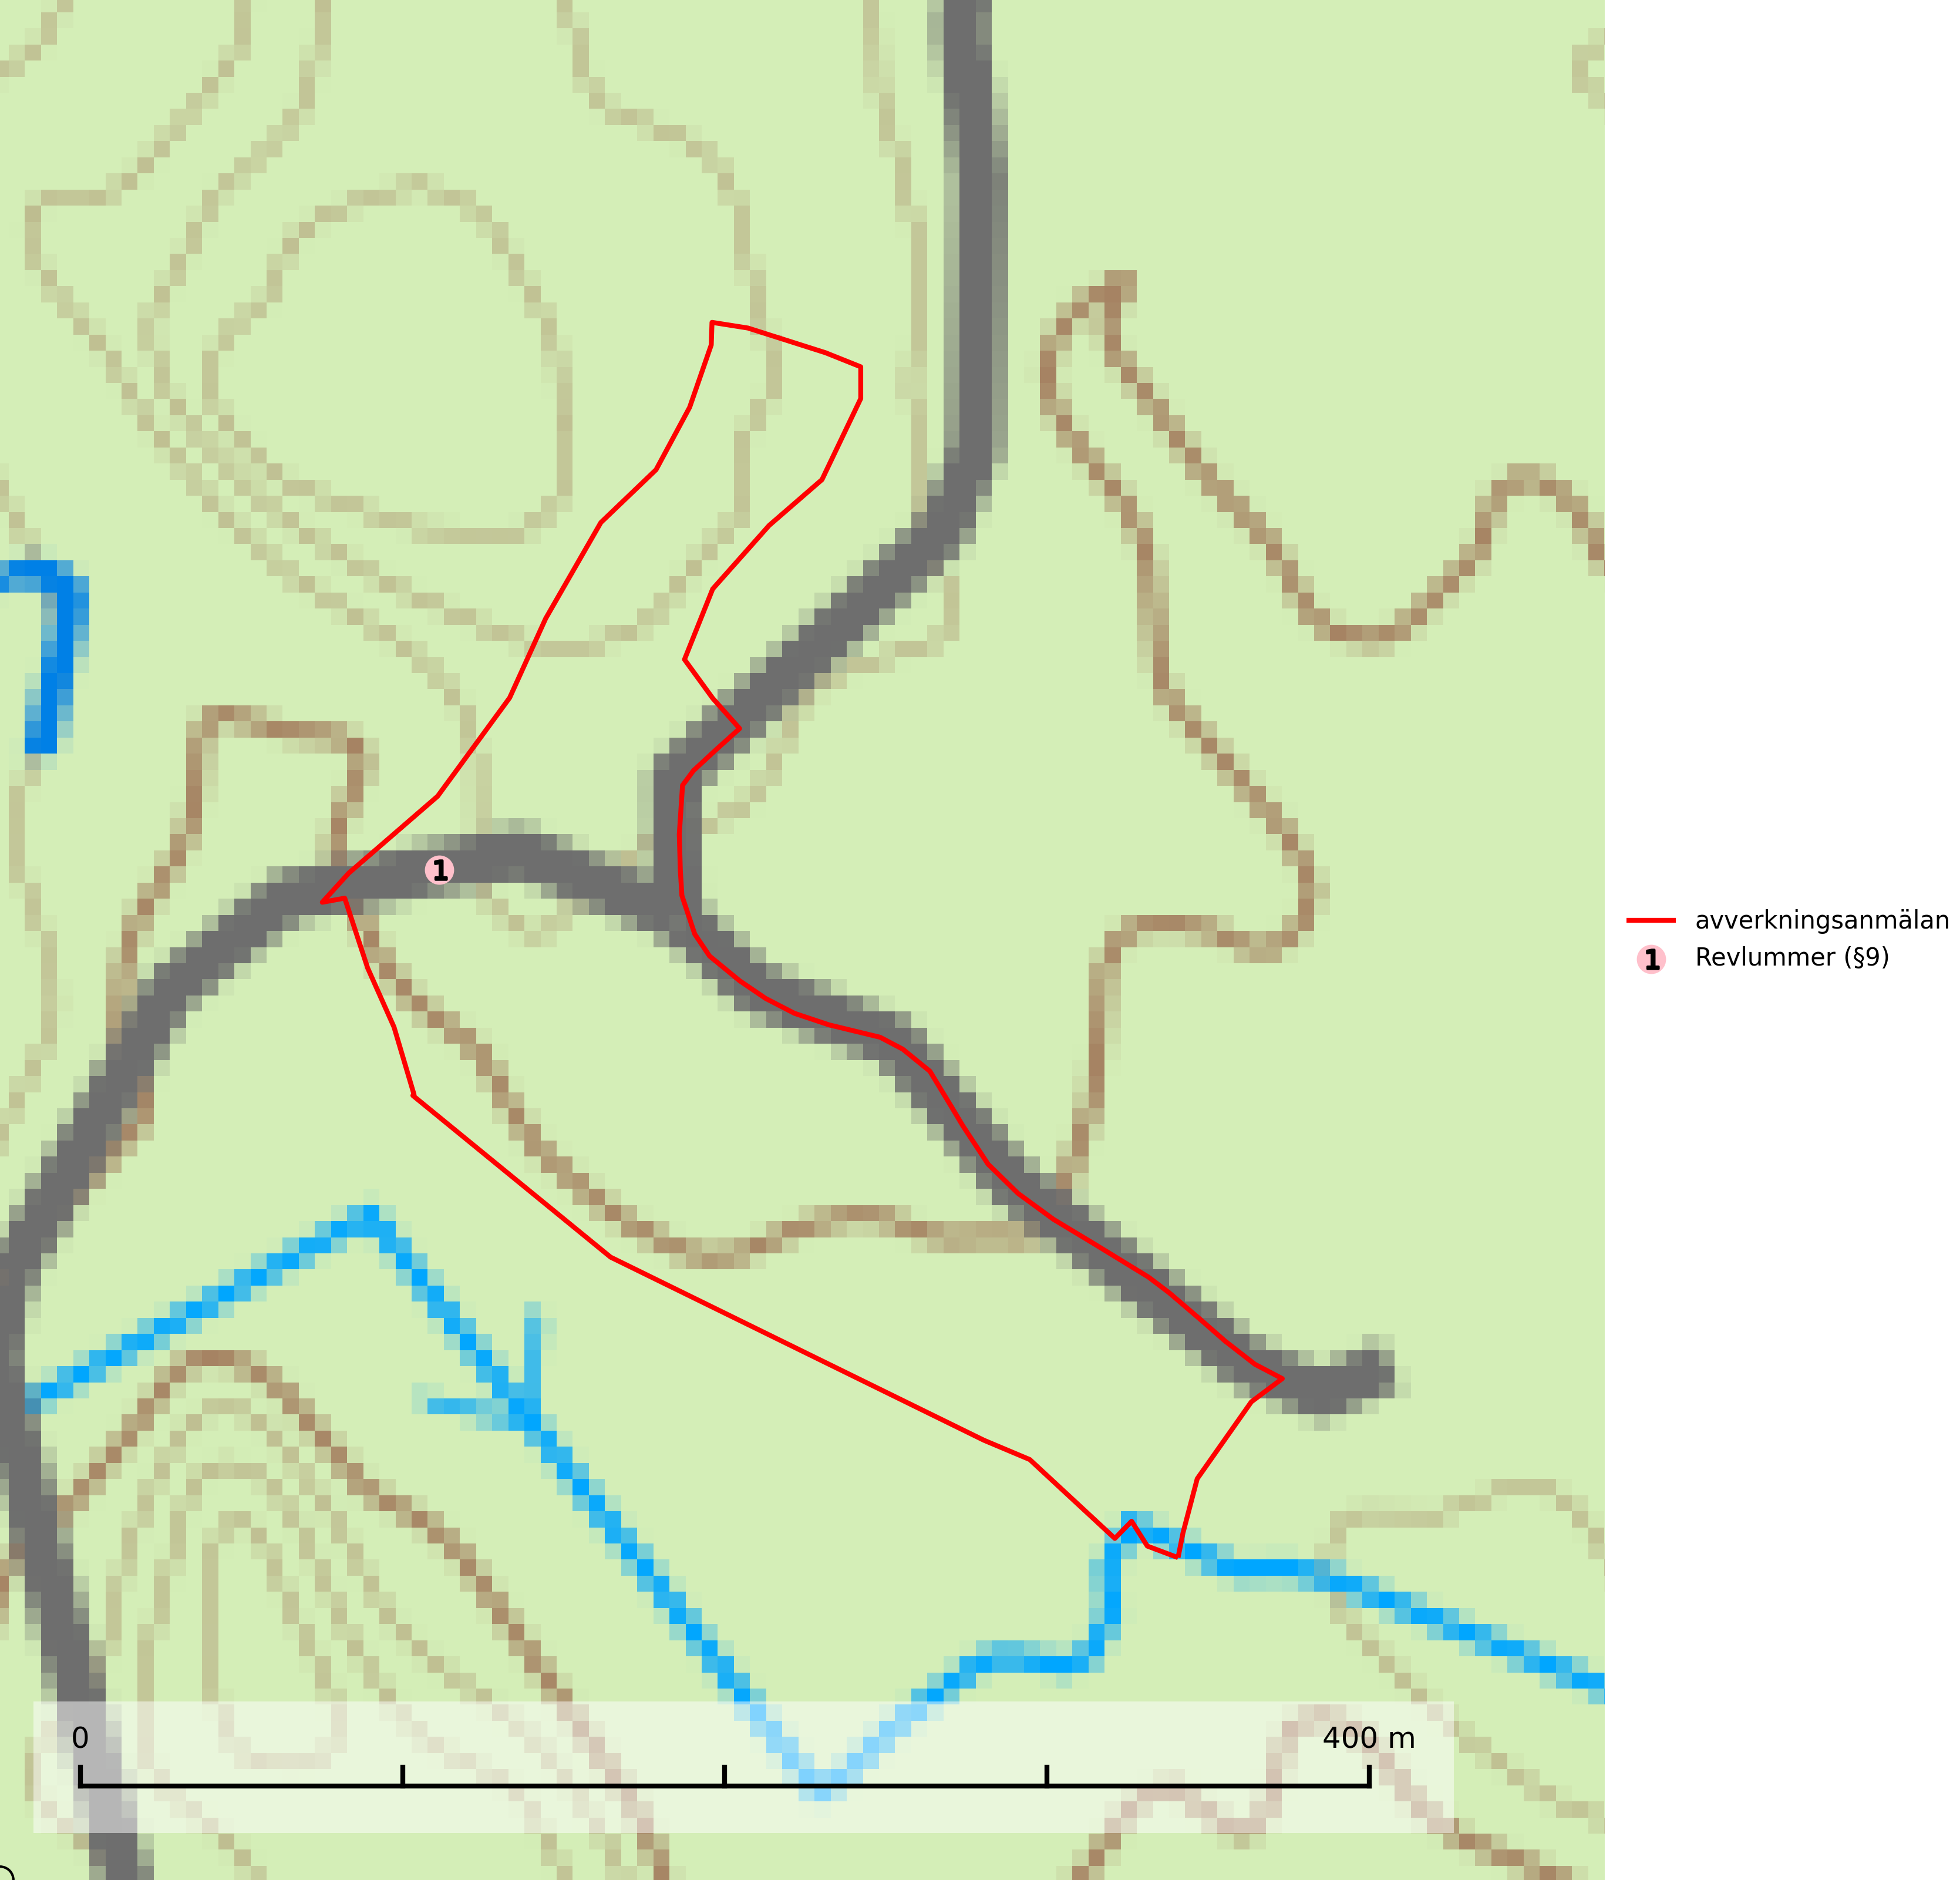 1
avverkningsanmälan
1 Revlummer (§9)
0 400 m